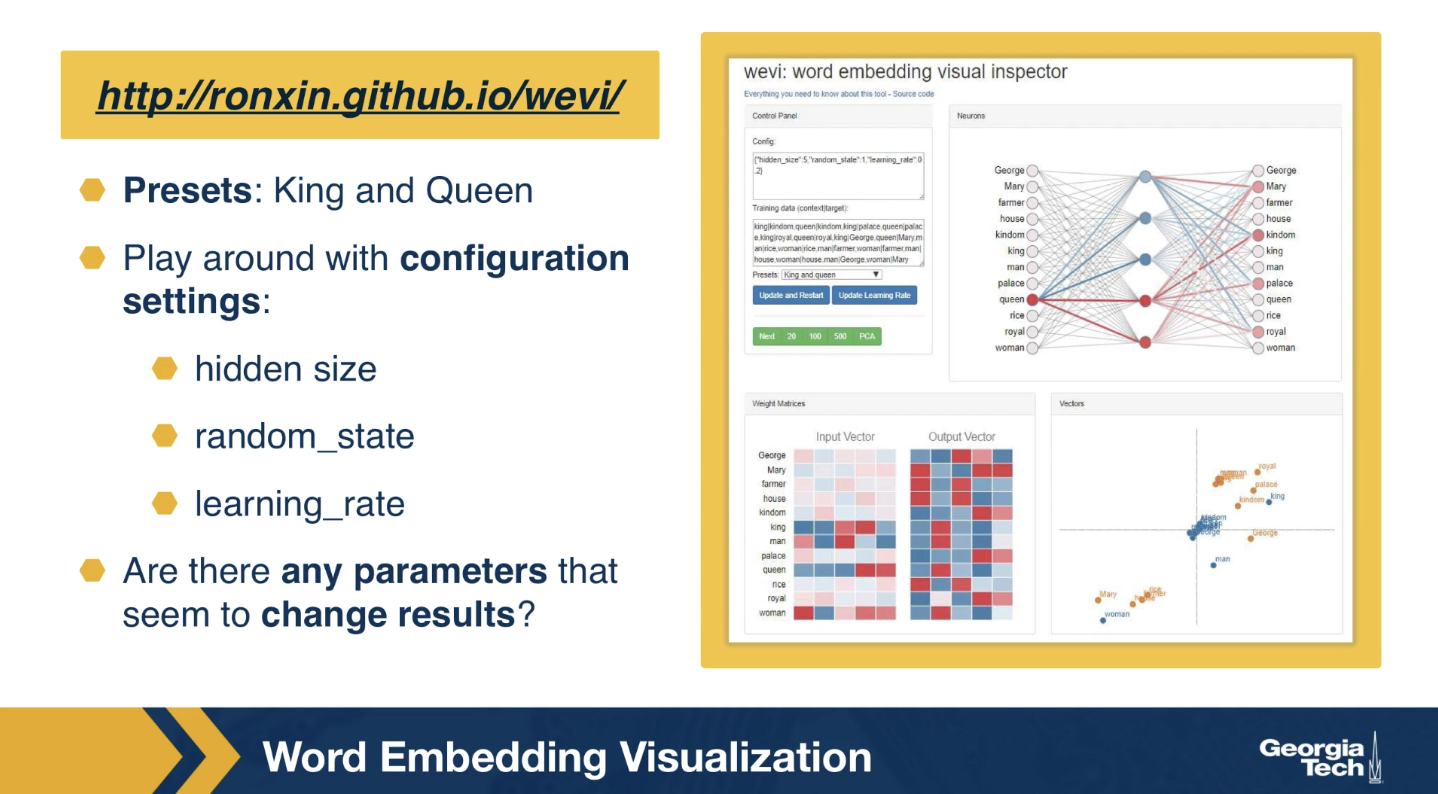 http://ronxin.github.io/wevi/
Presets: King and Queen
Play around with configuration
settings:
hidden size
random_state
learning_rate
Are there any parameters that
seem to change results?
wevi: word embedding visual inspector
Everything you need to know about this tool - Source code
Control Panel
Config:
{"hidden_size":5,"random_state":1,"learning_rate":0
.2}
Training data (context|target):
king|kindom,queen|kindom,king|palace,queen|palac
e,king|royal,queen|royal,king|George,queen|Mary,m
an|rice,woman|rice,man|farmer,woman|farmer,man|
house,woman|house,man|George,woman|Mary
Presets: King and queen
Update and Restart Update Learning Rate
Next 20 100 500 PCA
Neurons
George George
Mary Mary
farmer farmer
house house
kindom kindom
king king
man man
palace palace
queen queen
rice rice
royal royal
woman woman
Weight Matrices
Input Vector Output Vector
George
Mary
farmer
house
kindom
king
man
palace
queen
rice
royal
woman
Vectors
royal
palace
kindom
king
kindom
George
man
Mary
rice
woman
Word Embedding Visualization
Georgia
Tech